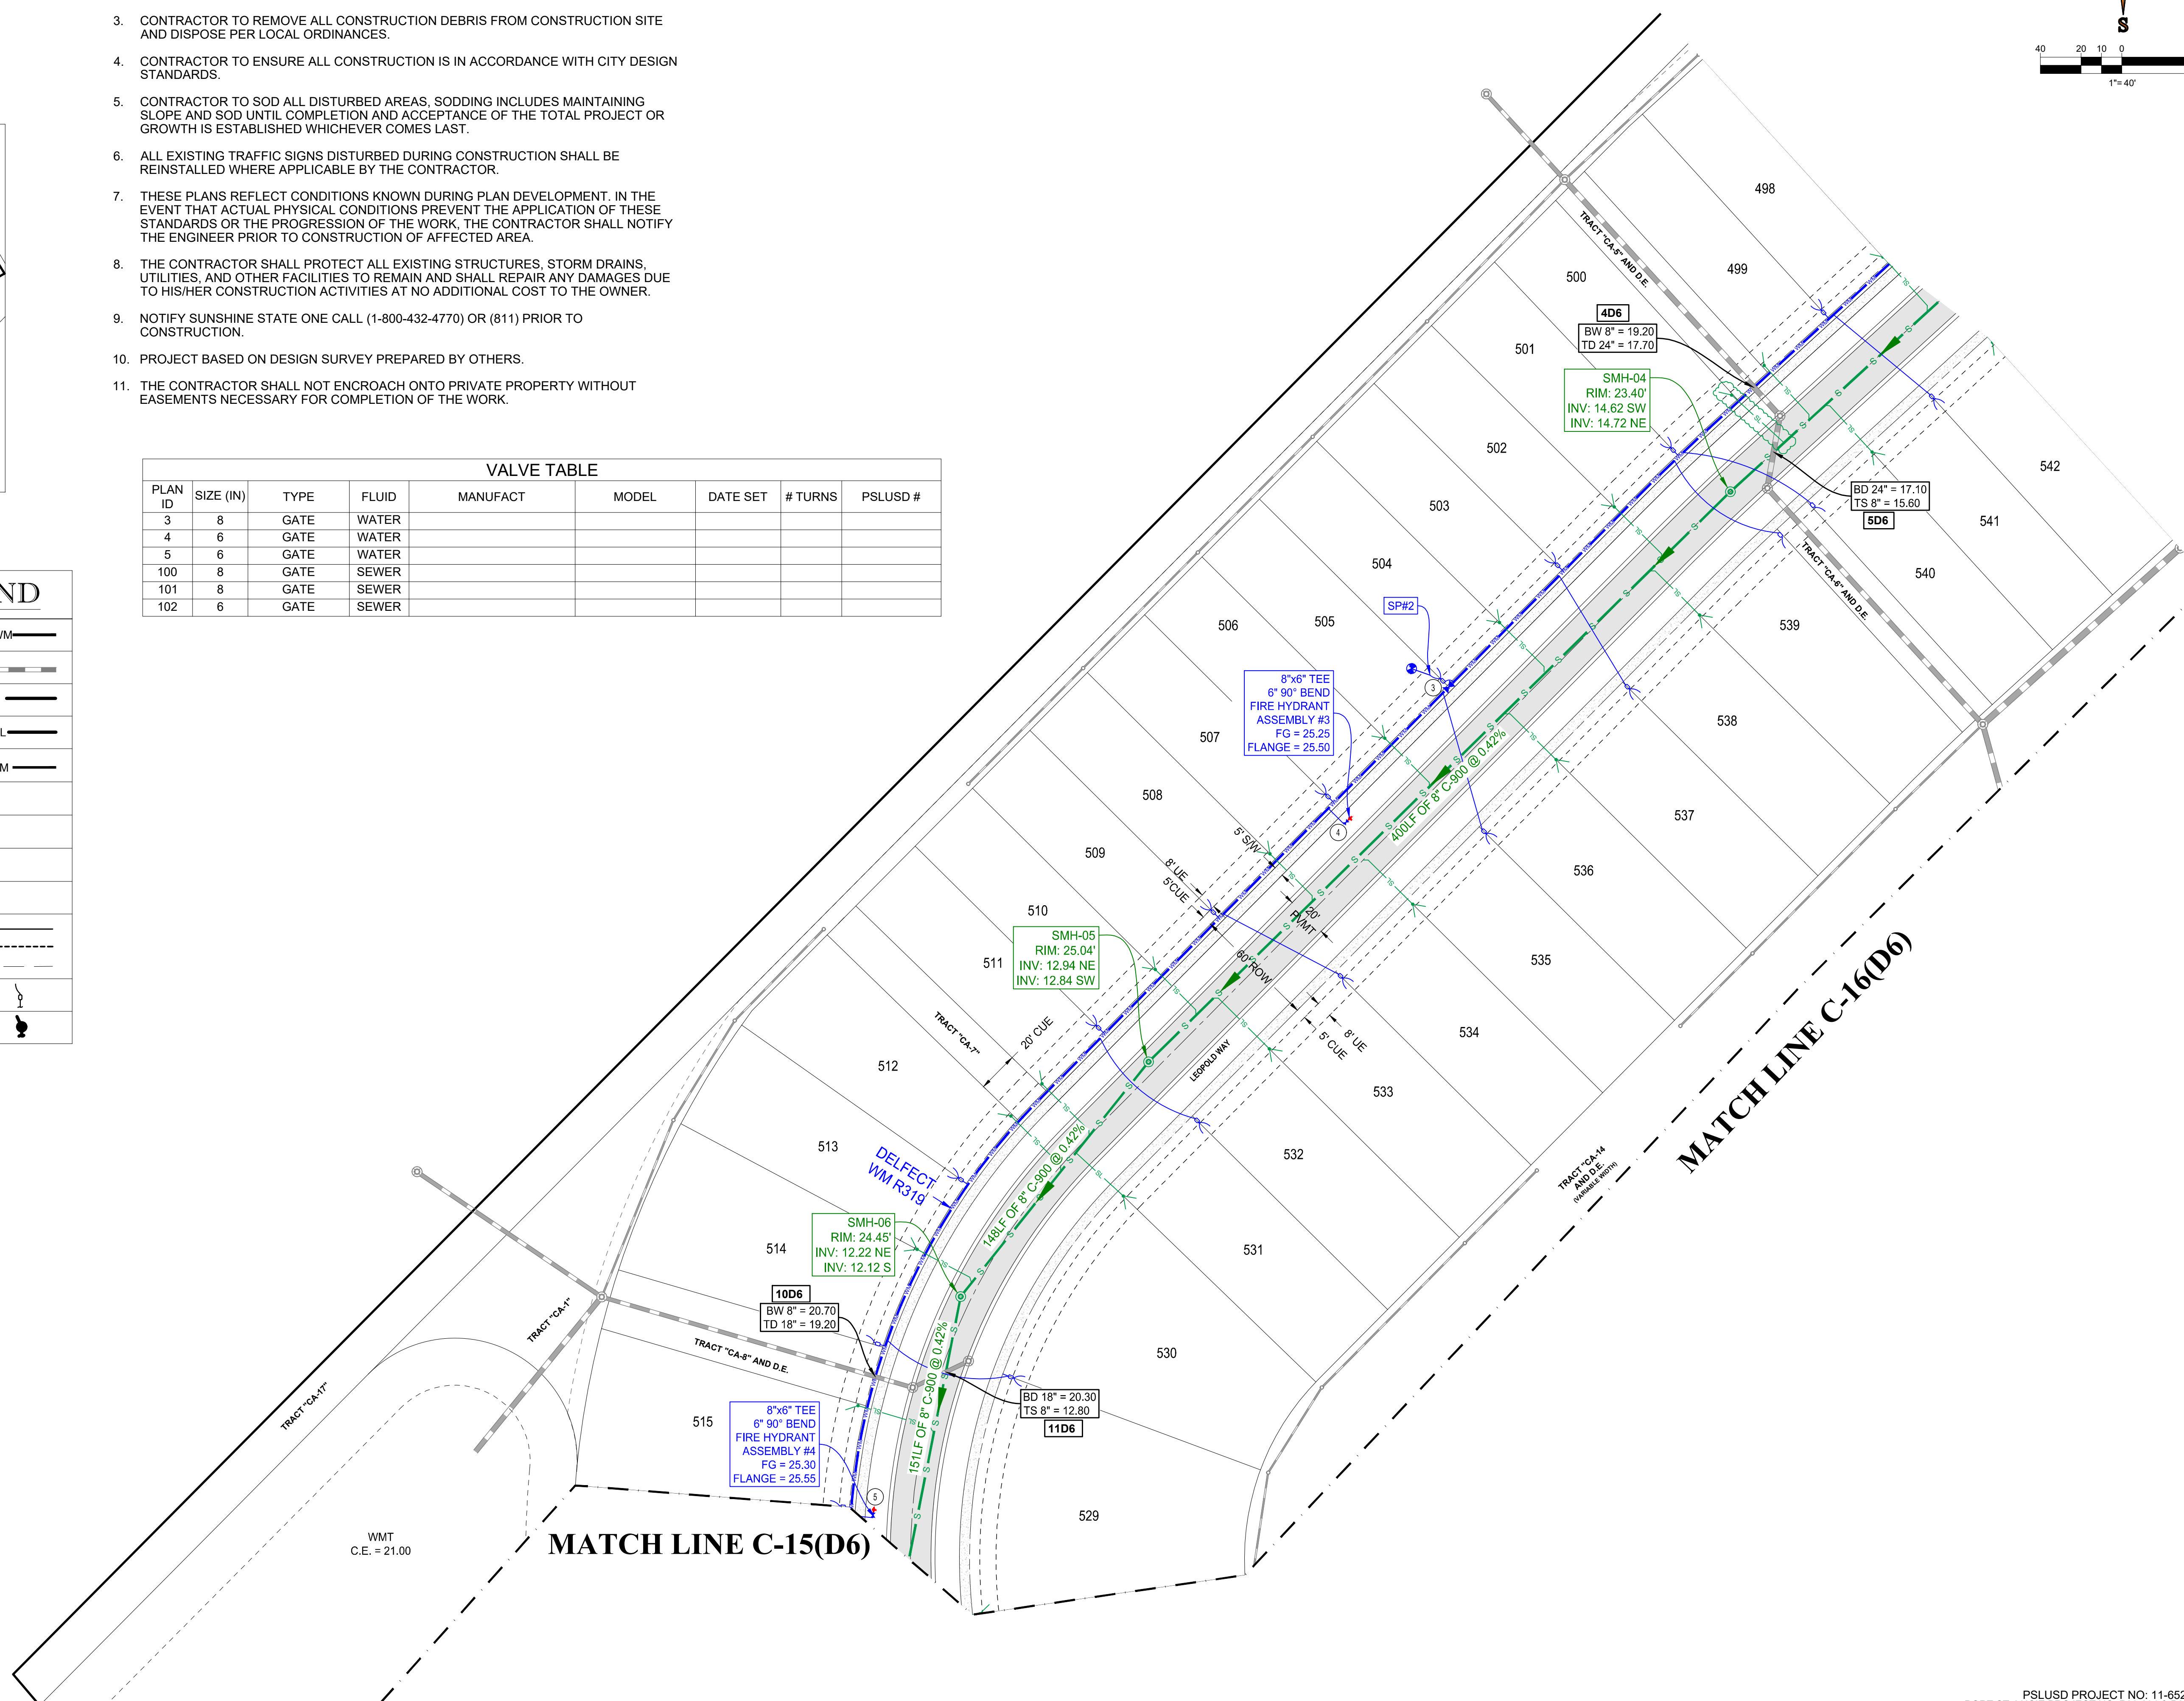 3. CONTRACTOR TO REMOVE ALL CONSTRUCTION DEBRIS FROM CONSTRUCTION SITE
AND DISPOSE PER LOCAL ORDINANCES.
4. CONTRACTOR TO ENSURE ALL CONSTRUCTION IS IN ACCORDANCE WITH CITY DESIGN
STANDARDS.
5. CONTRACTOR TO SOD ALL DISTURBED AREAS, SODDING INCLUDES MAINTAINING
SLOPE AND SOD UNTIL COMPLETION AND ACCEPTANCE OF THE TOTAL PROJECT OR
GROWTH IS ESTABLISHED WHICHEVER COMES LAST.
6. ALL EXISTING TRAFFIC SIGNS DISTURBED DURING CONSTRUCTION SHALL BE
REINSTALLED WHERE APPLICABLE BY THE CONTRACTOR.
7. THESE PLANS REFLECT CONDITIONS KNOWN DURING PLAN DEVELOPMENT. IN THE
EVENT THAT ACTUAL PHYSICAL CONDITIONS PREVENT THE APPLICATION OF THESE
STANDARDS OR THE PROGRESSION OF THE WORK, THE CONTRACTOR SHALL NOTIFY
THE ENGINEER PRIOR TO CONSTRUCTION OF AFFECTED AREA.
8. THE CONTRACTOR SHALL PROTECT ALL EXISTING STRUCTURES, STORM DRAINS,
UTILITIES, AND OTHER FACILITIES TO REMAIN AND SHALL REPAIR ANY DAMAGES DUE
TO HIS/HER CONSTRUCTION ACTIVITIES AT NO ADDITIONAL COST TO THE OWNER.
9. NOTIFY SUNSHINE STATE ONE CALL (1-800-432-4770) OR (811) PRIOR TO
CONSTRUCTION.
10. PROJECT BASED ON DESIGN SURVEY PREPARED BY OTHERS.
11. THE CONTRACTOR SHALL NOT ENCROACH ONTO PRIVATE PROPERTY WITHOUT
EASEMENTS NECESSARY FOR COMPLETION OF THE WORK.
VALVE TABLE
PLAN ID SIZE (IN) TYPE FLUID MANUFACT MODEL DATE SET # TURNS PSLUSD #
3 8 GATE WATER
4 6 GATE WATER
5 6 GATE WATER
100 8 GATE SEWER
101 8 GATE SEWER
102 6 GATE SEWER
S
40 20 10 0
1"= 40'
498
499
500
501
502
503
504
505
506
507
508
509
510
511
512
513
514
515
TRACT "CA-5" AND D.E.
4D6
BW 8" = 19.20
TD 24" = 17.70
SMH-04
RIM: 23.40'
INV: 14.62 SW
INV: 14.72 NE
BD 24" = 17.10
TS 8" = 15.60
5D6
542
541
540
539
538
537
536
535
534
533
532
531
530
529
TRACT "CA-6" AND D.E.
SP#2
3
8"x6" TEE
6" 90° BEND
FIRE HYDRANT
ASSEMBLY #3
FG = 25.25
FLANGE = 25.50
4
400LF OF 8" C-900 @ 0.42%
5' S/W
8' UE
5'CUE
20'
PVMT
60' ROW
SMH-05
RIM: 25.04'
INV: 12.94 NE
INV: 12.84 SW
TRACT "CA-7"
20' CUE
LEOPOLD WAY
5' CUE
8' UE
148LF OF 8" C-900 @ 0.42%
DELFECT
WM R319
SMH-06
RIM: 24.45'
INV: 12.22 NE
INV: 12.12 S
10D6
BW 8" = 20.70
TD 18" = 19.20
TRACT "CA-1"
TRACT "CA-8" AND D.E.
TRACT "CA-17"
151LF OF 8" C-900 @ 0.42%
BD 18" = 20.30
TS 8" = 12.80
11D6
8"x6" TEE
6" 90° BEND
FIRE HYDRANT
ASSEMBLY #4
FG = 25.30
FLANGE = 25.55
5
TRACT "CA-14
AND D.E.
(VARIABLE WIDTH)
MATCH LINE C-16(D6)
MATCH LINE C-15(D6)
WMT
C.E. = 21.00
PSLUSD PROJECT NO: 11-652